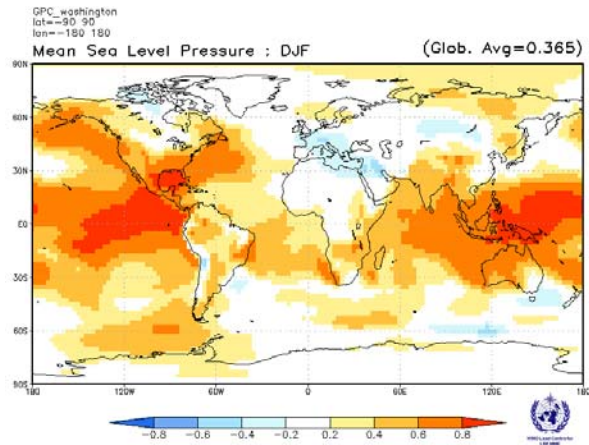 GPC_washington
lat=-90 90
lon=-180 180
Mean Sea Level Pressure : DJF (Glob. Avg=0.365)
90N
60N
30N
EQ
30S
60S
90S
180 120W 60W 0 60E 120E 180
-0.8 -0.6 -0.4 -0.2 0.2 0.4 0.6 0.8